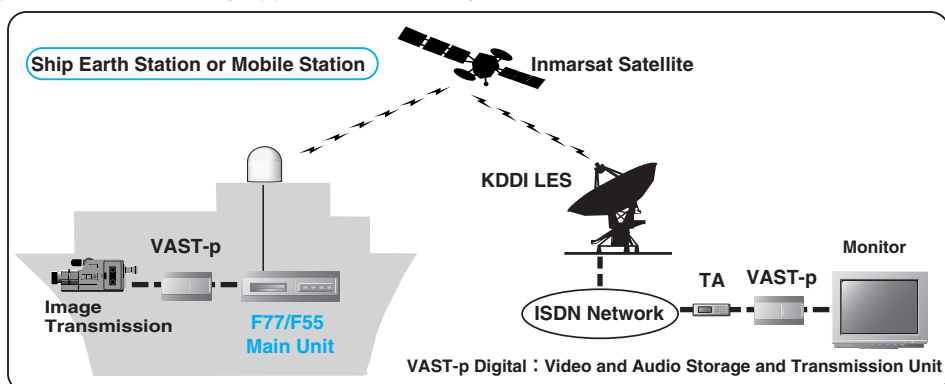 Ship Earth Station or Mobile Station
Inmarsat Satellite
KDDI LES
VAST-p
Image
Transmission
F77/F55
Main Unit
ISDN Network
TA
VAST-p
Monitor
VAST-p Digital : Video and Audio Storage and Transmission Unit